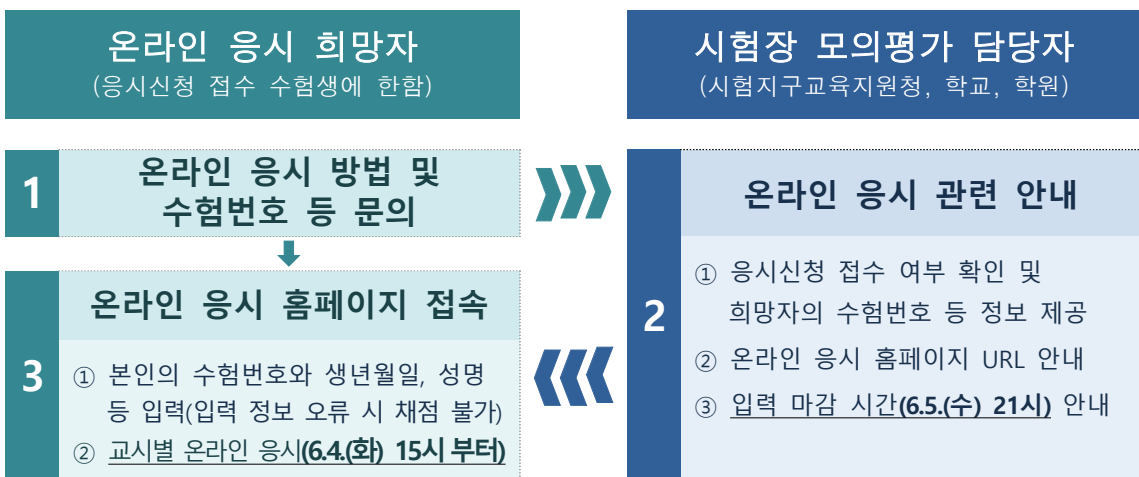 온라인 응시 희망자
(응시신청 접수 수험생에 한함)
시험장 모의평가 담당자
(시험지구교육지원청, 학교, 학원)
1
온라인 응시 방법 및
수험번호 등 문의
2
온라인 응시 관련 안내
① 응시신청 접수 여부 확인 및
희망자의 수험번호 등 정보 제공
② 온라인 응시 홈페이지 URL 안내
③ 입력 마감 시간(6.5.(수) 21시) 안내
3
온라인 응시 홈페이지 접속
① 본인의 수험번호와 생년월일, 성명
등 입력(입력 정보 오류 시 채점 불가)
② 교시별 온라인 응시(6.4.(화) 15시 부터)